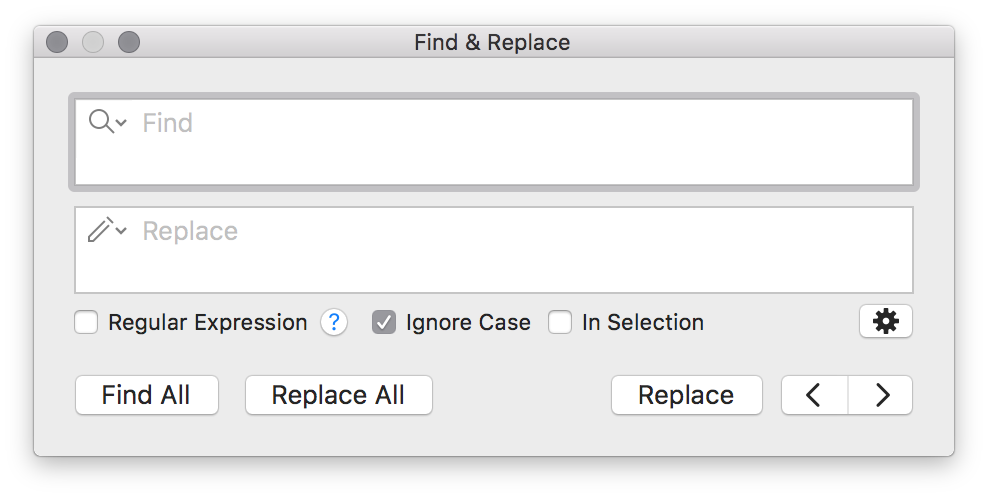 Find & Replace
Find
Replace
Regular Expression ? Ignore Case In Selection
Find All Replace All Replace < >